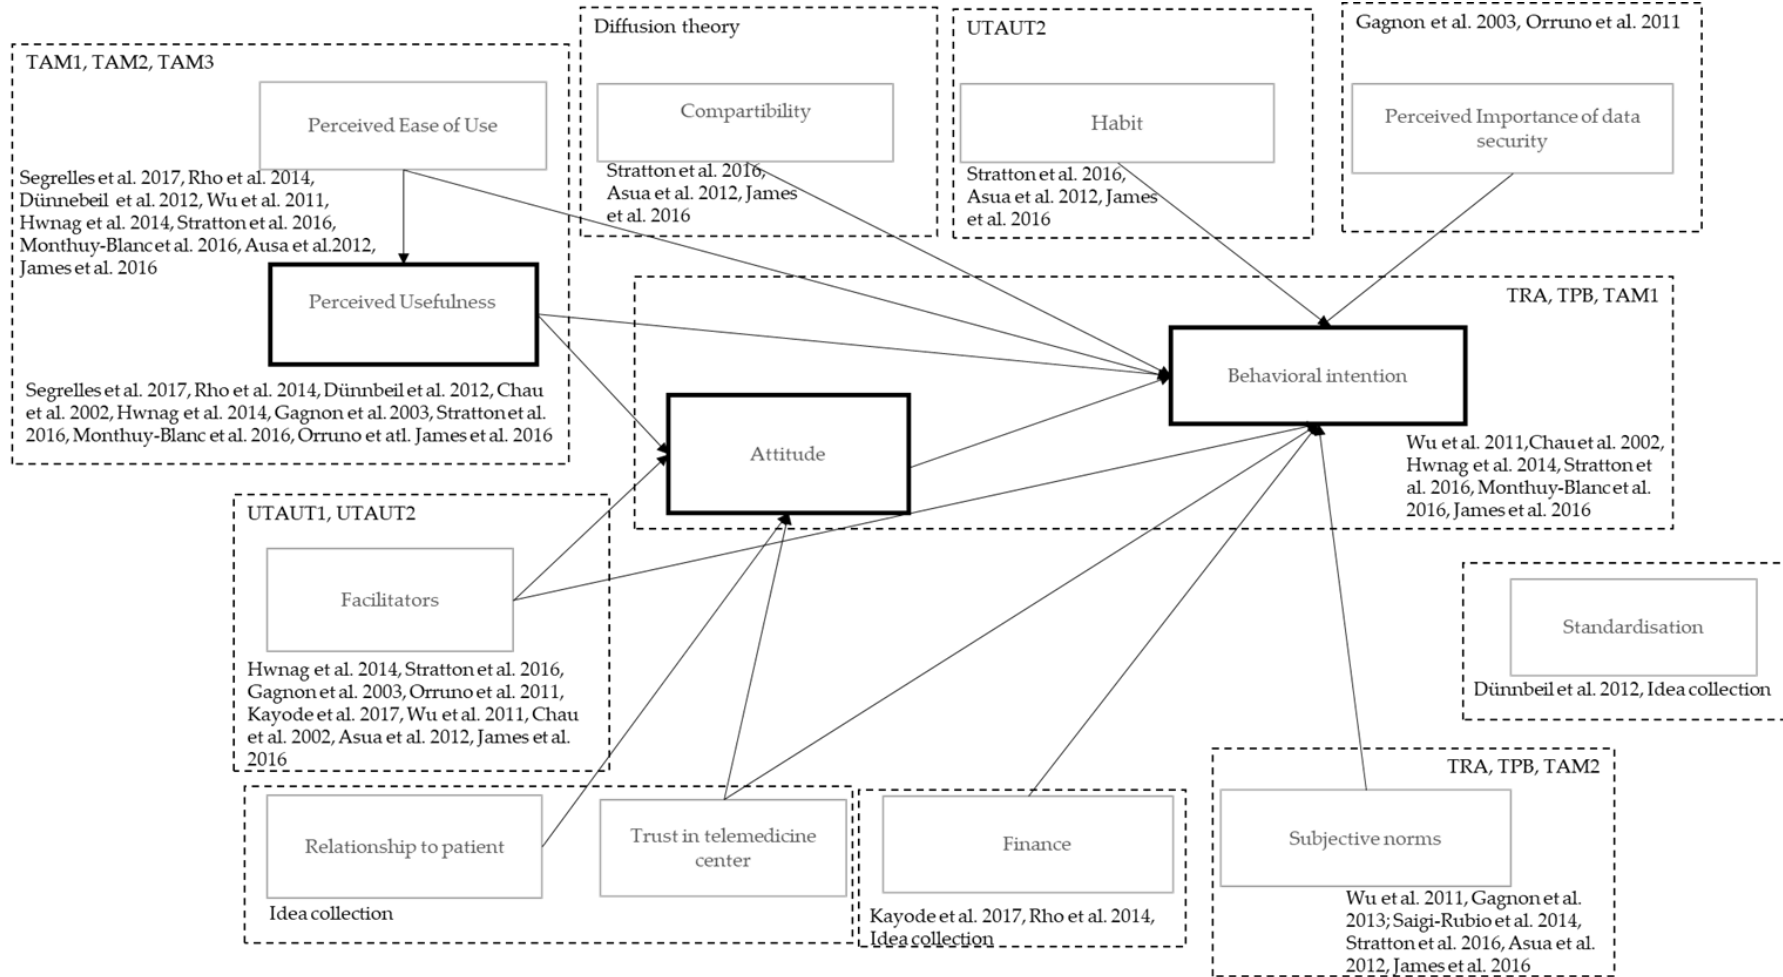 TAM1, TAM2, TAM3
Perceived Ease of Use
Segrelles et al. 2017, Rho et al. 2014,
Dünnebeil et al. 2012, Wu et al. 2011,
Hwnag et al. 2014, Stratton et al. 2016,
Monthuy-Blanc et al. 2016, Ausa et al.2012,
James et al. 2016
Perceived Usefulness
Segrelles et al. 2017, Rho et al. 2014, Dünnbeil et al. 2012, Chau
et al. 2002, Hwnag et al. 2014, Gagnon et al. 2003, Stratton et al.
2016, Monthuy-Blanc et al. 2016, Orruno et atl. James et al. 2016
Diffusion theory
Compartibility
Stratton et al. 2016,
Asua et al. 2012, James
et al. 2016
UTAUT2
Habit
Stratton et al. 2016,
Asua et al. 2012, James
et al. 2016
Gagnon et al. 2003, Orruno et al. 2011
Perceived Importance of data
security
TRA, TPB, TAM1
Behavioral intention
Attitude
Wu et al. 2011,Chau et al. 2002,
Hwnag et al. 2014, Stratton et
al. 2016, Monthuy-Blanc et al.
2016, James et al. 2016
UTAUT1, UTAUT2
Facilitators
Hwnag et al. 2014, Stratton et al. 2016,
Gagnon et al. 2003, Orruno et al. 2011,
Kayode et al. 2017, Wu et al. 2011, Chau
et al. 2002, Asua et al. 2012, James et al.
2016
Standardisation
Dünnbeil et al. 2012, Idea collection
Relationship to patient
Trust in telemedicine
center
Idea collection
Finance
Kayode et al. 2017, Rho et al. 2014,
Idea collection
TRA, TPB, TAM2
Subjective norms
Wu et al. 2011, Gagnon et al.
2013; Saigi-Rubio et al. 2014,
Stratton et al. 2016, Asua et al.
2012, James et al. 2016